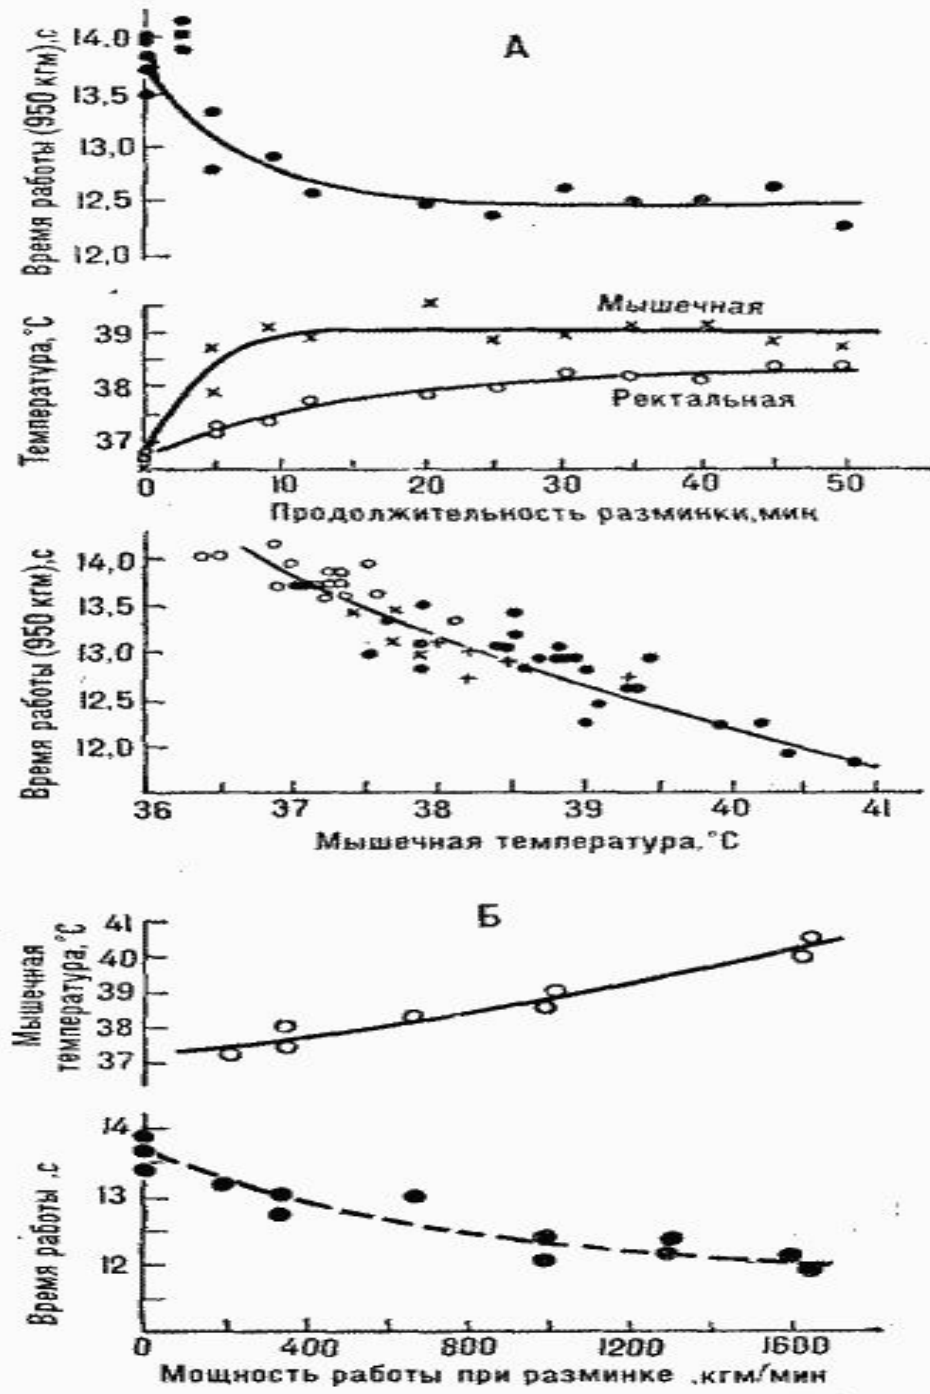 А
Время работы (950 кгм),с
14.0
13,5
13,0
12,5
12,0
Температура,°С
39
38
37
Мышечная
Ректальная
0 10 20 30 40 50
Продолжительность разминки,мин
Время работы (950 кгм),с
14,0
13,5
13,0
12,5
12,0
36 37 38 39 40 41
Мышечная температура,°С
Б
Мышечная
температура,°С
41
40
39
38
37
Время работы ,с
14
13
12
0 400 800 1200 1600
Мощность работы при разминке ,кгм/мин